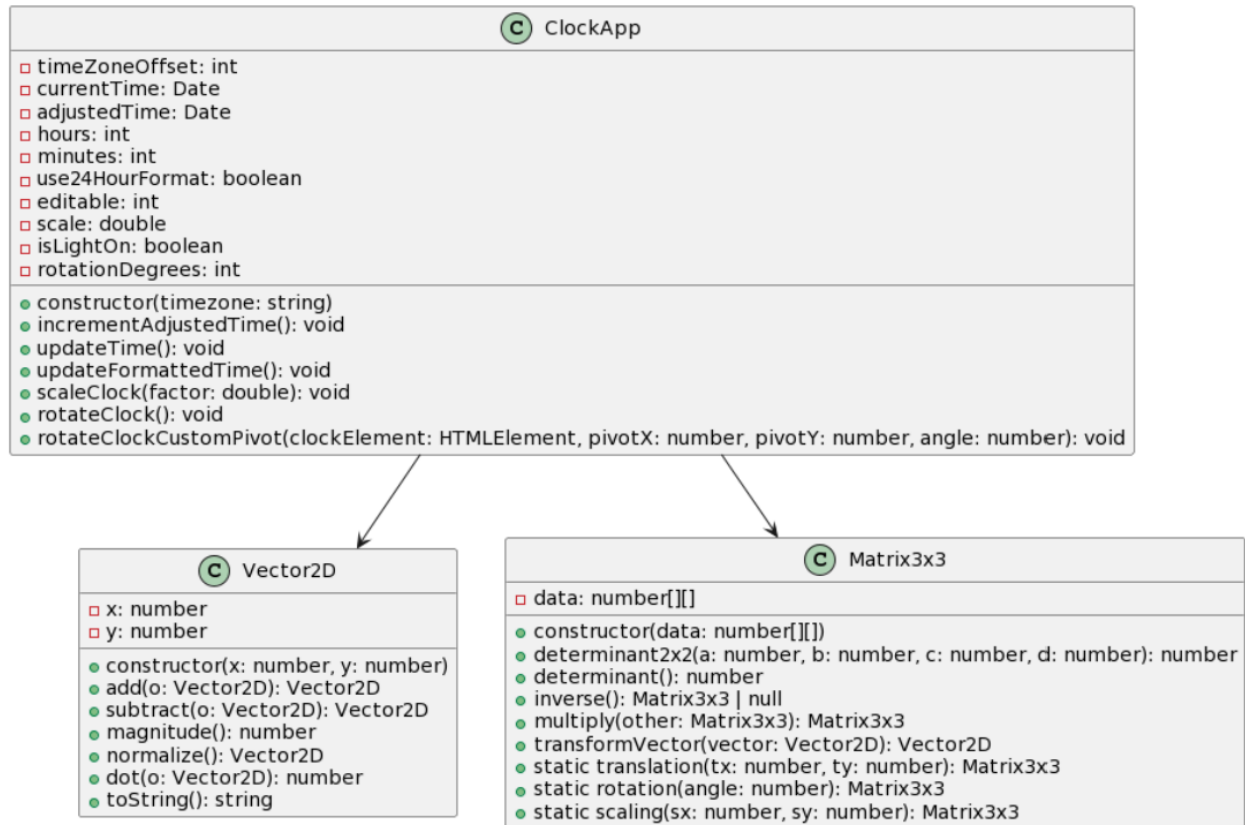 C ClockApp
timeZoneOffset: int
currentTime: Date
adjustedTime: Date
hours: int
minutes: int
use24HourFormat: boolean
editable: int
scale: double
isLightOn: boolean
rotationDegrees: int
constructor(timezone: string)
incrementAdjustedTime(): void
updateTime(): void
updateFormattedTime(): void
scaleClock(factor: double): void
rotateClock(): void
rotateClockCustomPivot(clockElement: HTMLElement, pivotX: number, pivotY: number, angle: number): void
C Vector2D
x: number
y: number
constructor(x: number, y: number)
add(o: Vector2D): Vector2D
subtract(o: Vector2D): Vector2D
magnitude(): number
normalize(): Vector2D
dot(o: Vector2D): number
toString(): string
C Matrix3x3
data: number[][]
constructor(data: number[][])
determinant2x2(a: number, b: number, c: number, d: number): number
determinant(): number
inverse(): Matrix3x3 | null
multiply(other: Matrix3x3): Matrix3x3
transformVector(vector: Vector2D): Vector2D
static translation(tx: number, ty: number): Matrix3x3
static rotation(angle: number): Matrix3x3
static scaling(sx: number, sy: number): Matrix3x3